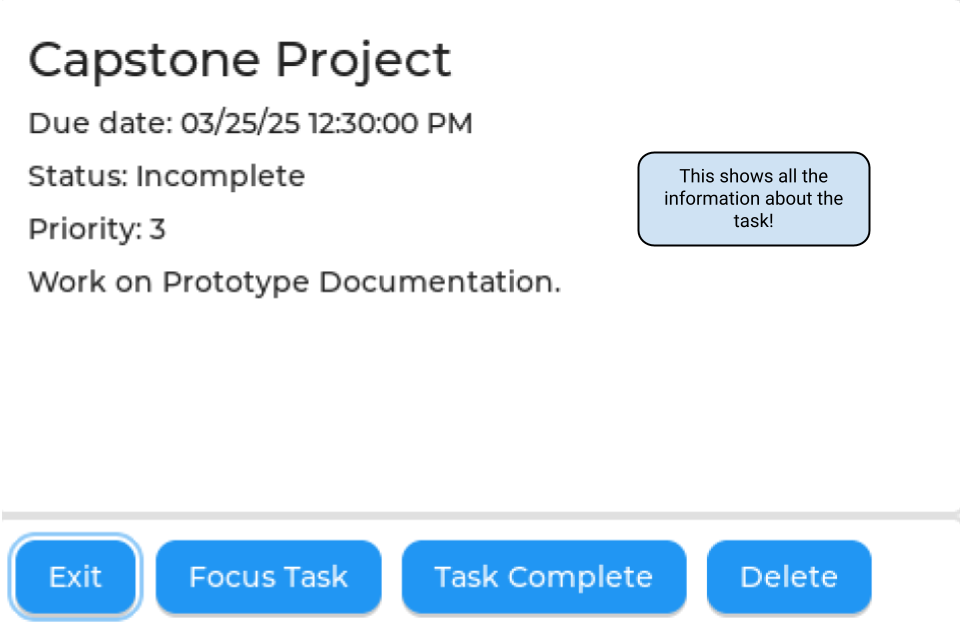 Capstone Project
Due date: 03/25/25 12:30:00 PM
Status: Incomplete
Priority: 3
Work on Prototype Documentation.
This shows all the
information about the
task!
Exit
Focus Task
Task Complete
Delete